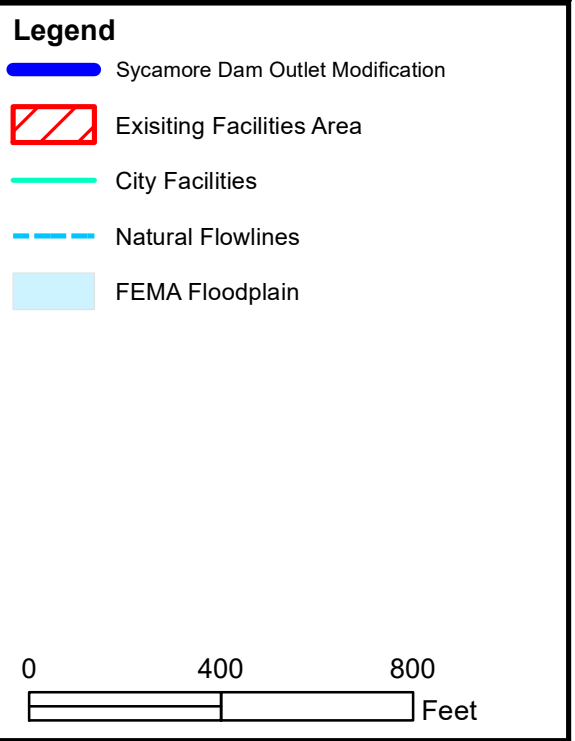 Legend
Sycamore Dam Outlet Modification
Exisiting Facilities Area
City Facilities
Natural Flowlines
FEMA Floodplain
0 400 800
Feet